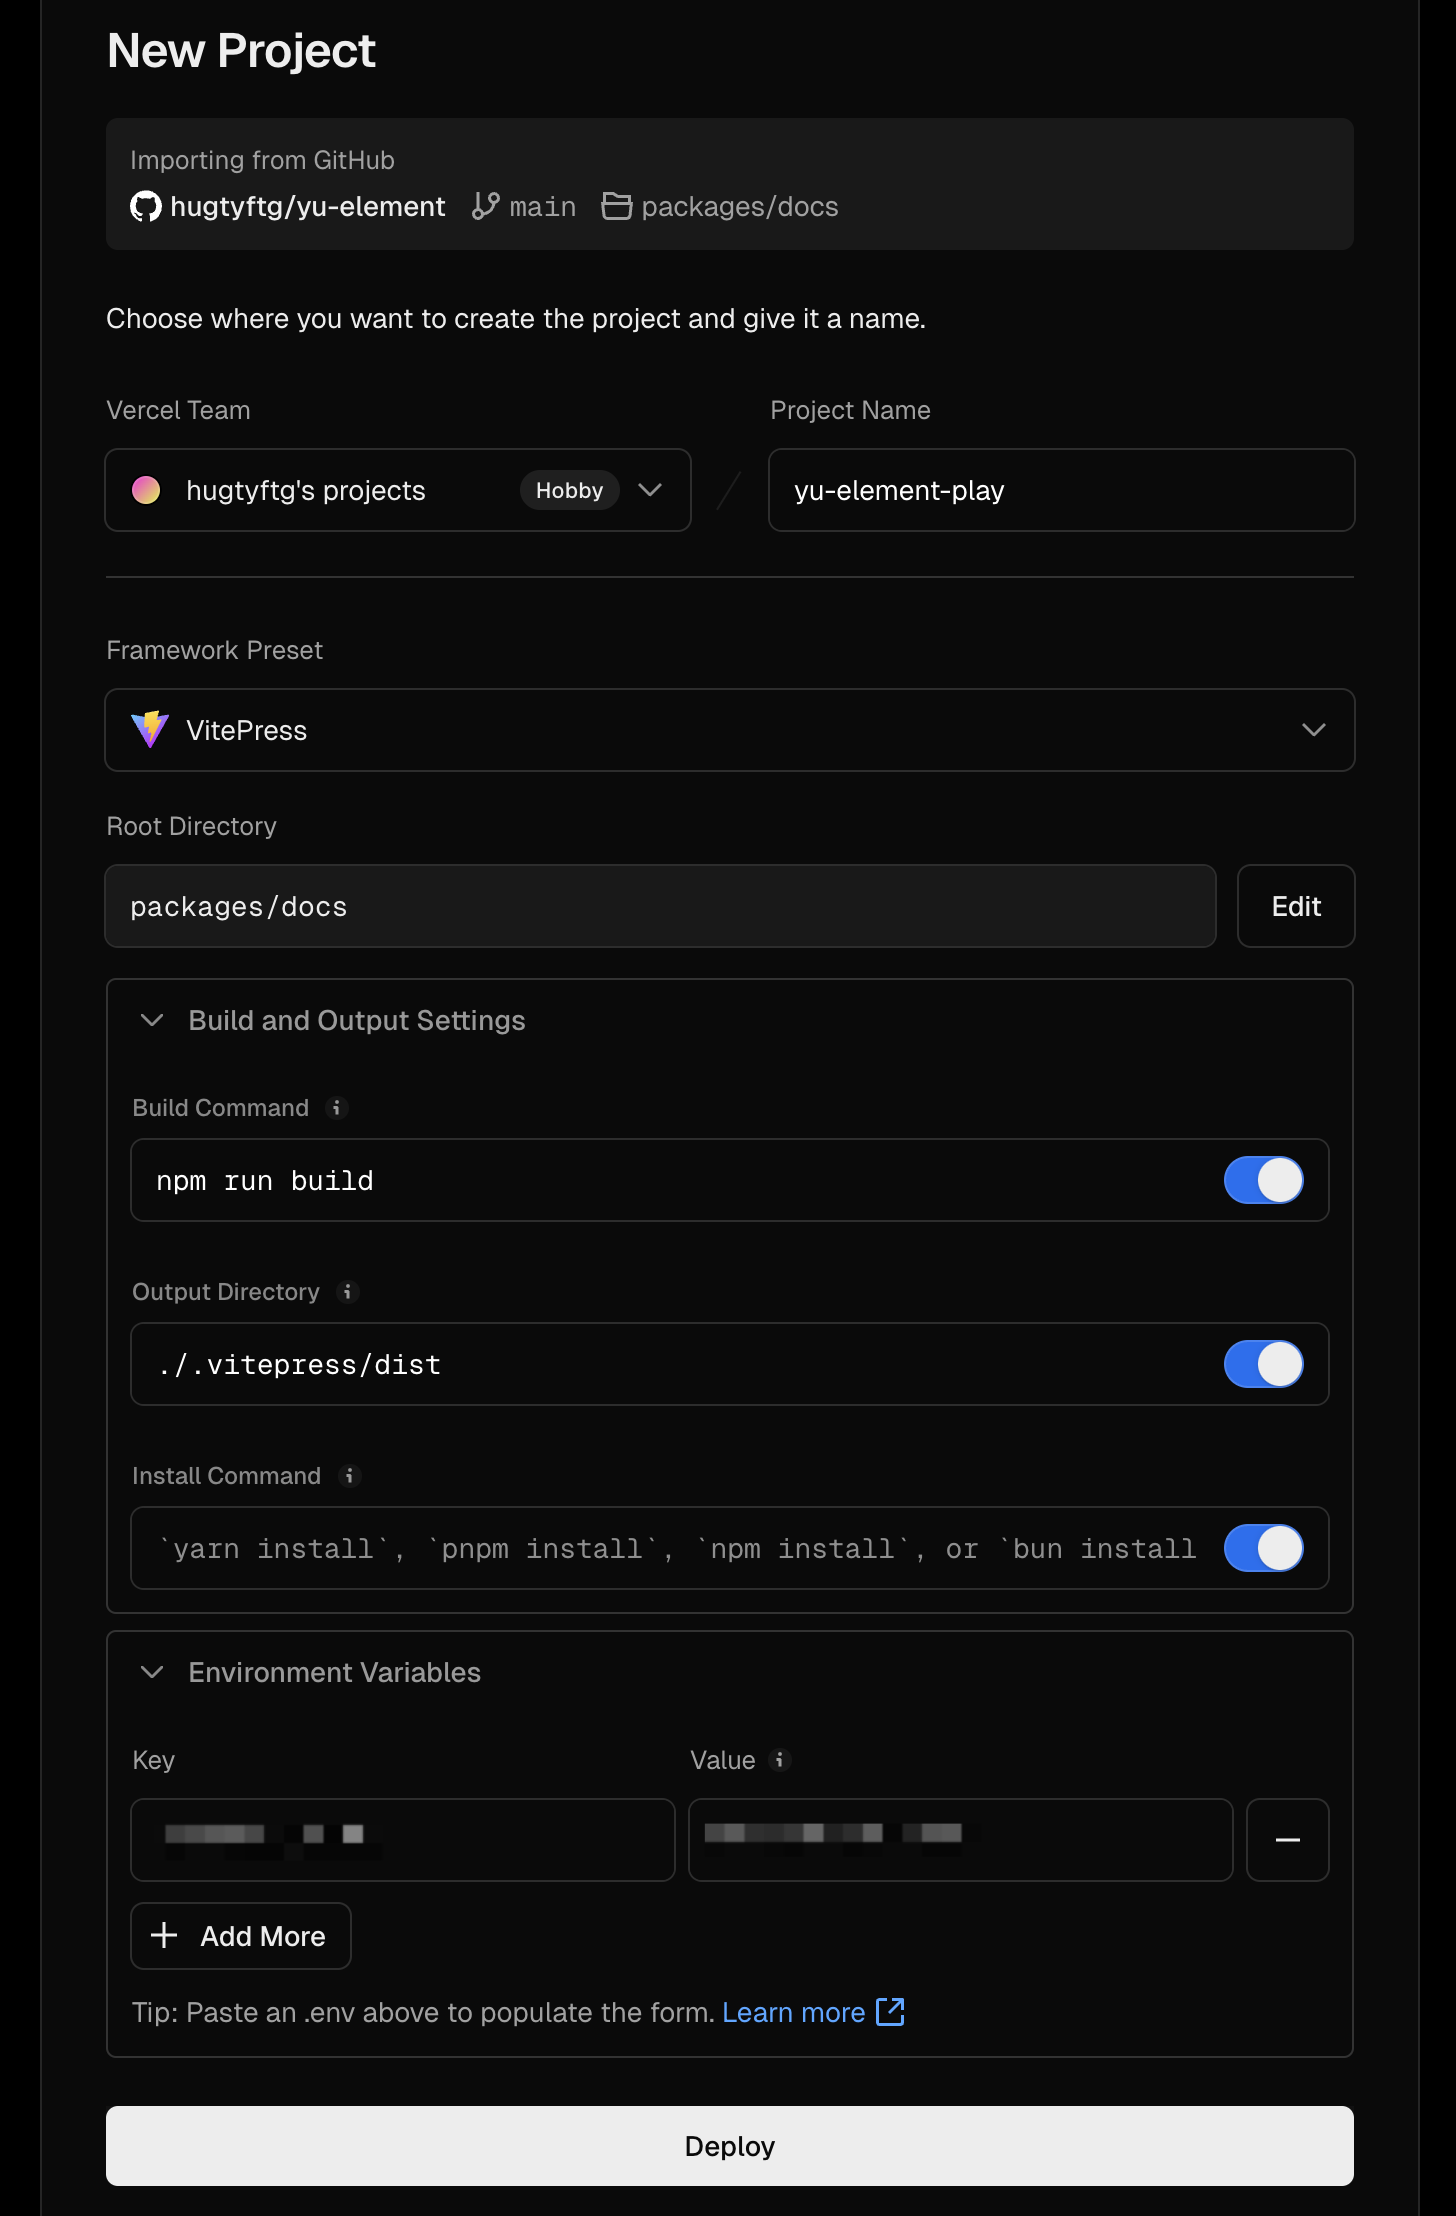 New Project
Importing from GitHub
hugtyftg/yu-element main packages/docs
Choose where you want to create the project and give it a name.
Vercel Team
Project Name
hugtyftg's projects Hobby
yu-element-play
Framework Preset
VitePress
Root Directory
packages/docs
Edit
Build and Output Settings
Build Command
npm run build
Output Directory
./.vitepress/dist
Install Command
`yarn install`, `pnpm install`, `npm install`, or `bun install
Environment Variables
Key
Value
Add More
Tip: Paste an .env above to populate the form. Learn more
Deploy